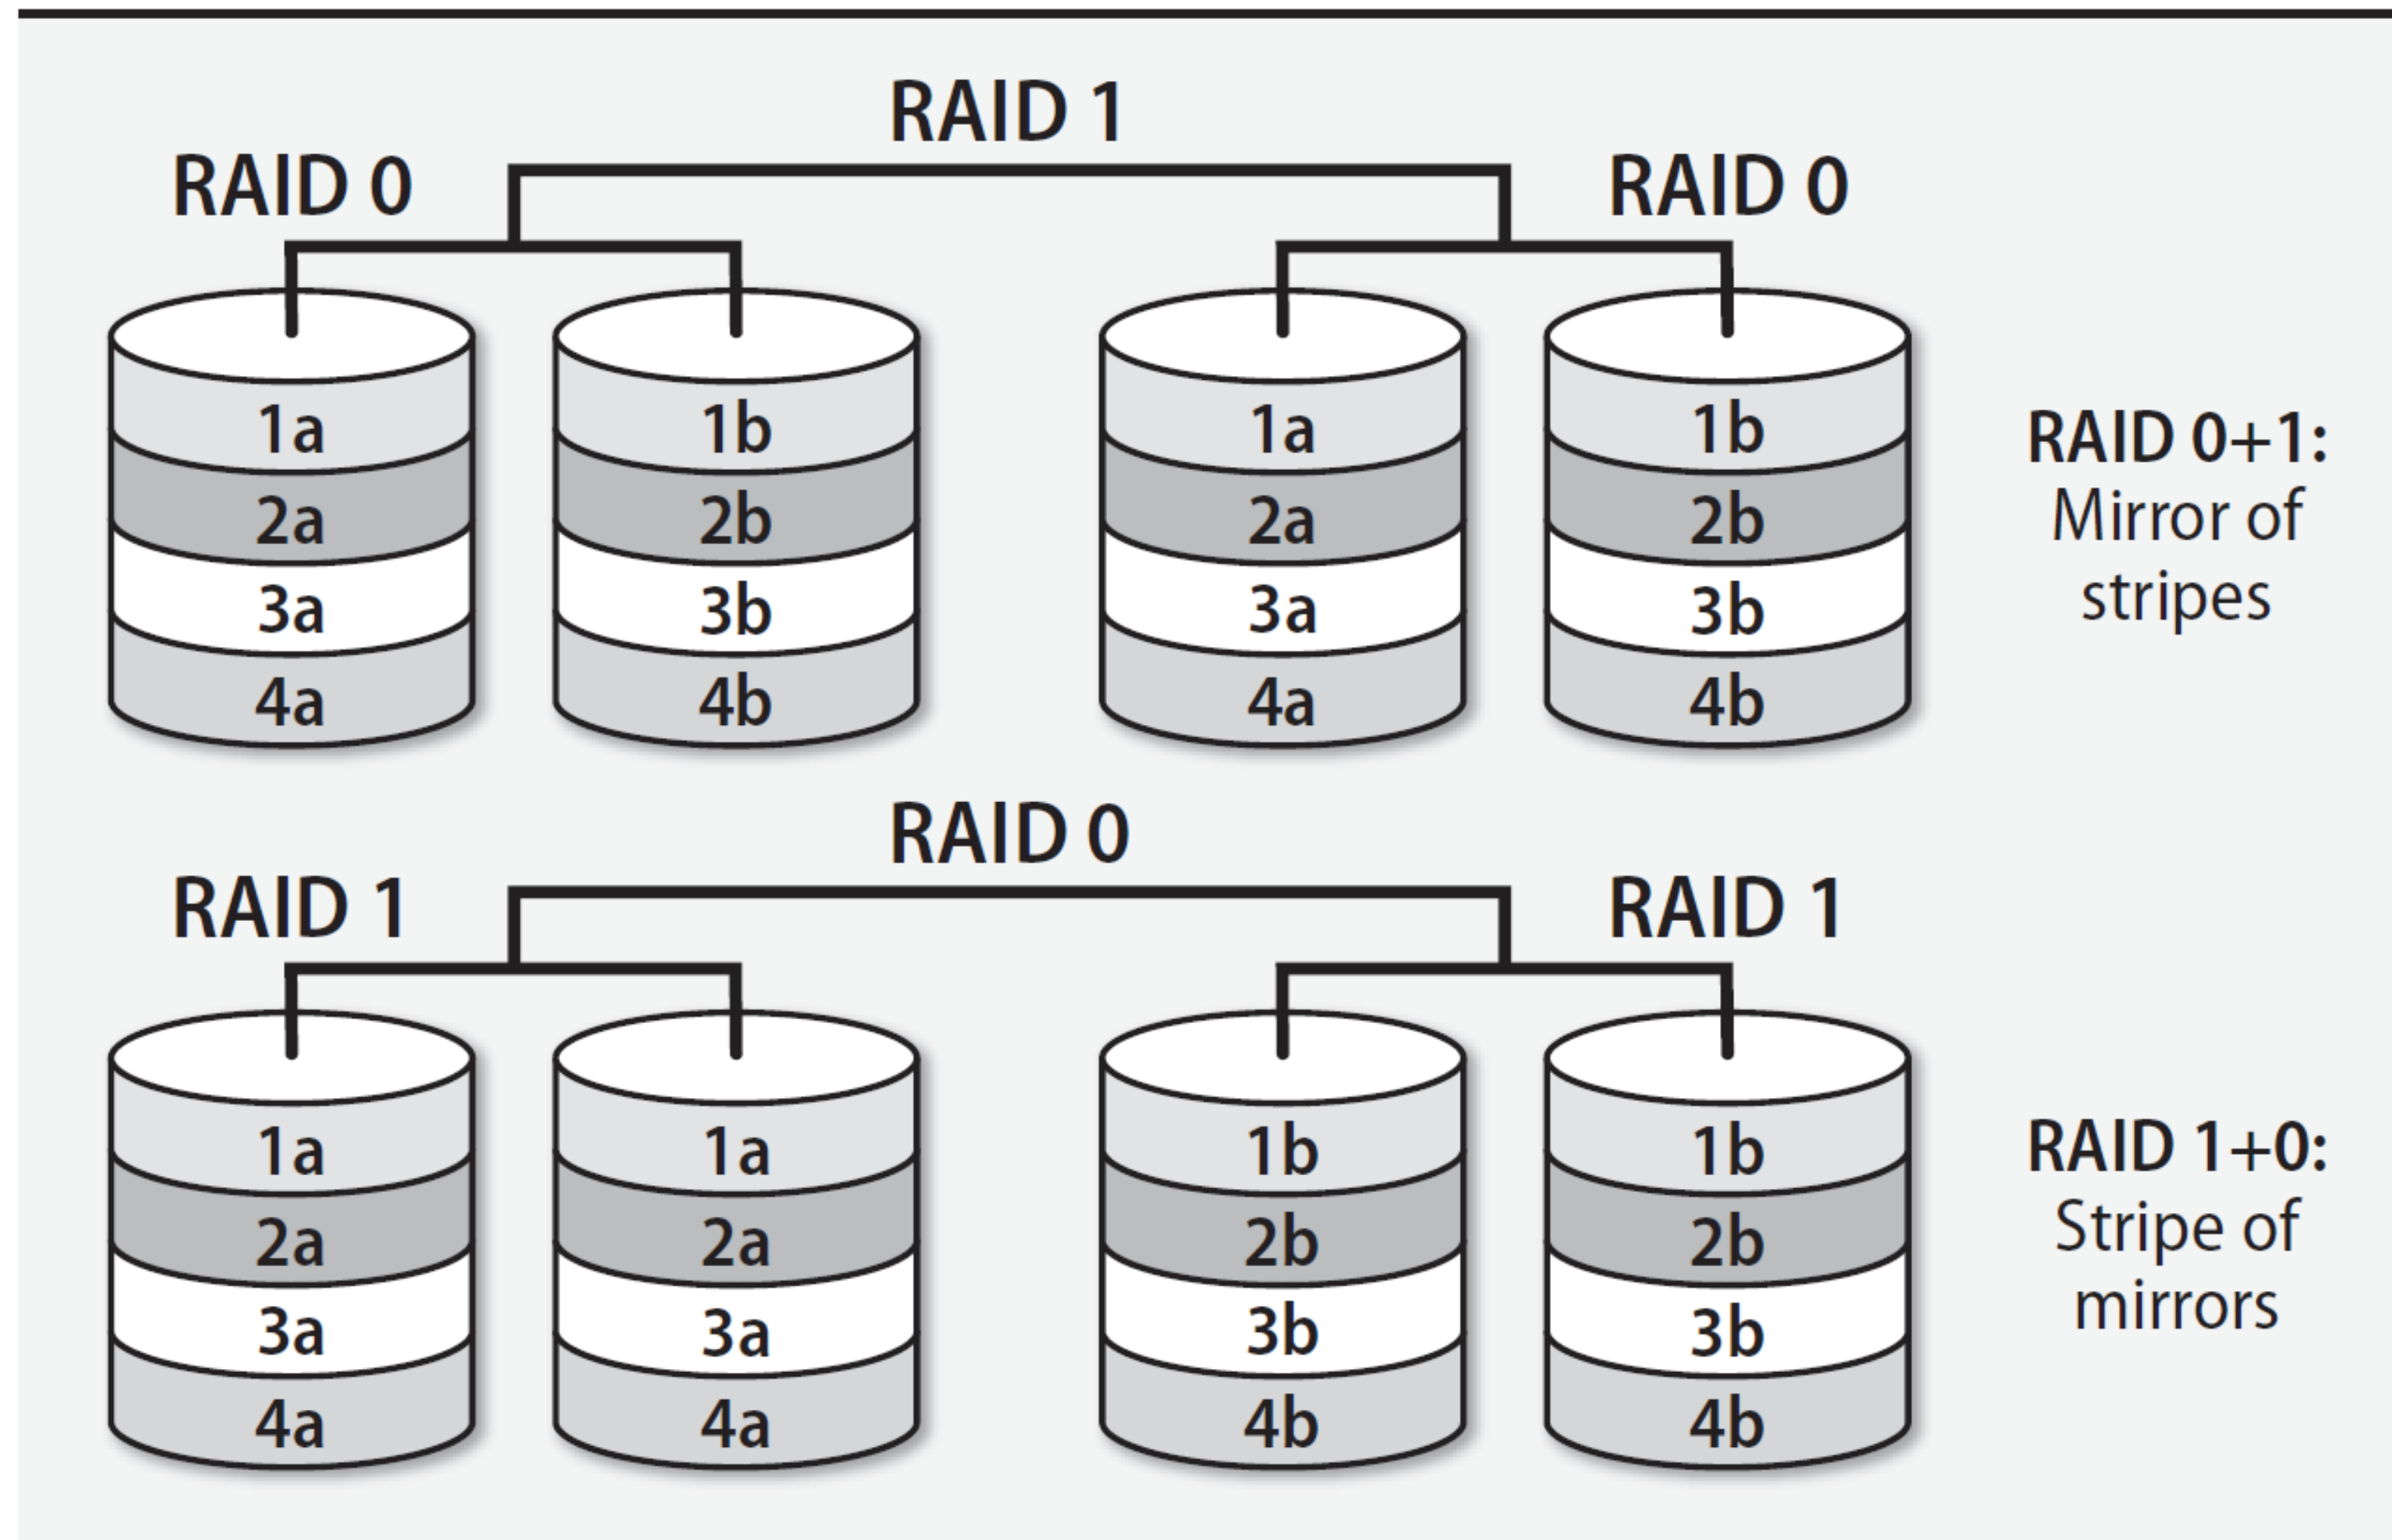 RAID 1
RAID 0 RAID 0
1a 1b 1a 1b
2a 2b 2a 2b
3a 3b 3a 3b
4a 4b 4a 4b
RAID 0+1:
Mirror of
stripes
RAID 0
RAID 1 RAID 1
1a 1a 1b 1b
2a 2a 2b 2b
3a 3a 3b 3b
4a 4a 4b 4b
RAID 1+0:
Stripe of
mirrors